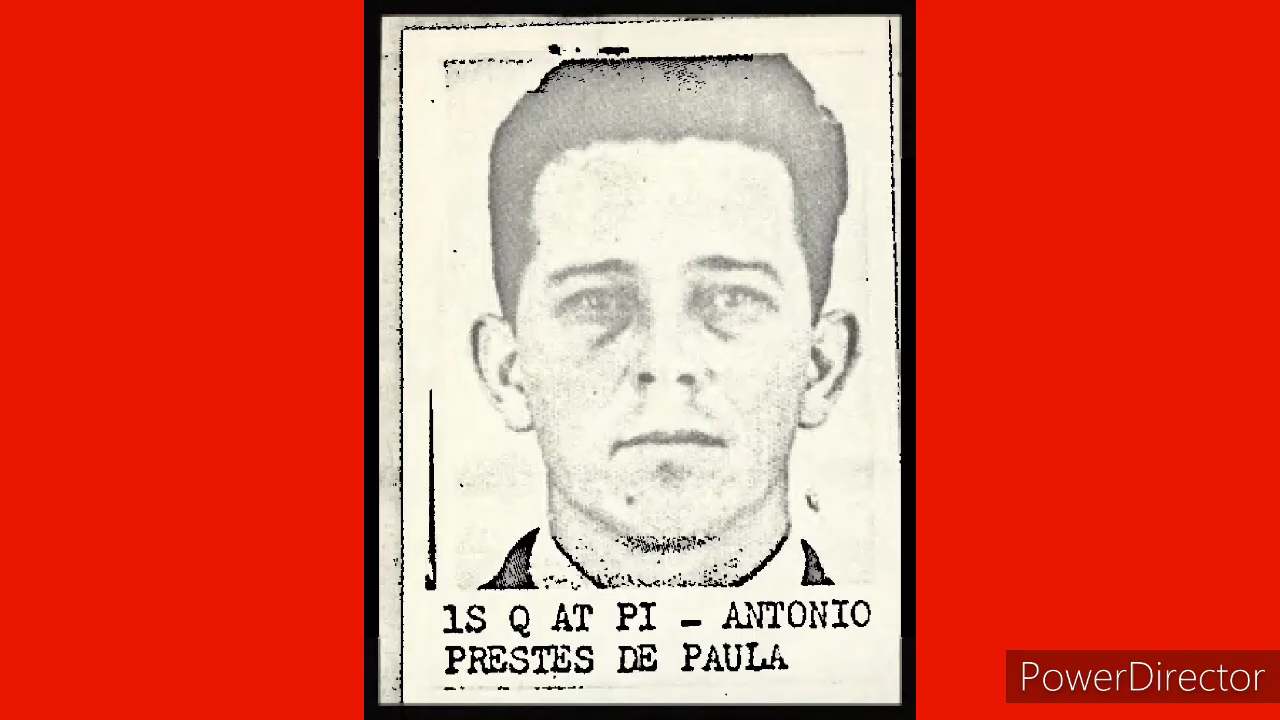 1S Q AT PI - ANTONIO
PRESTES DE PAULA
PowerDirector